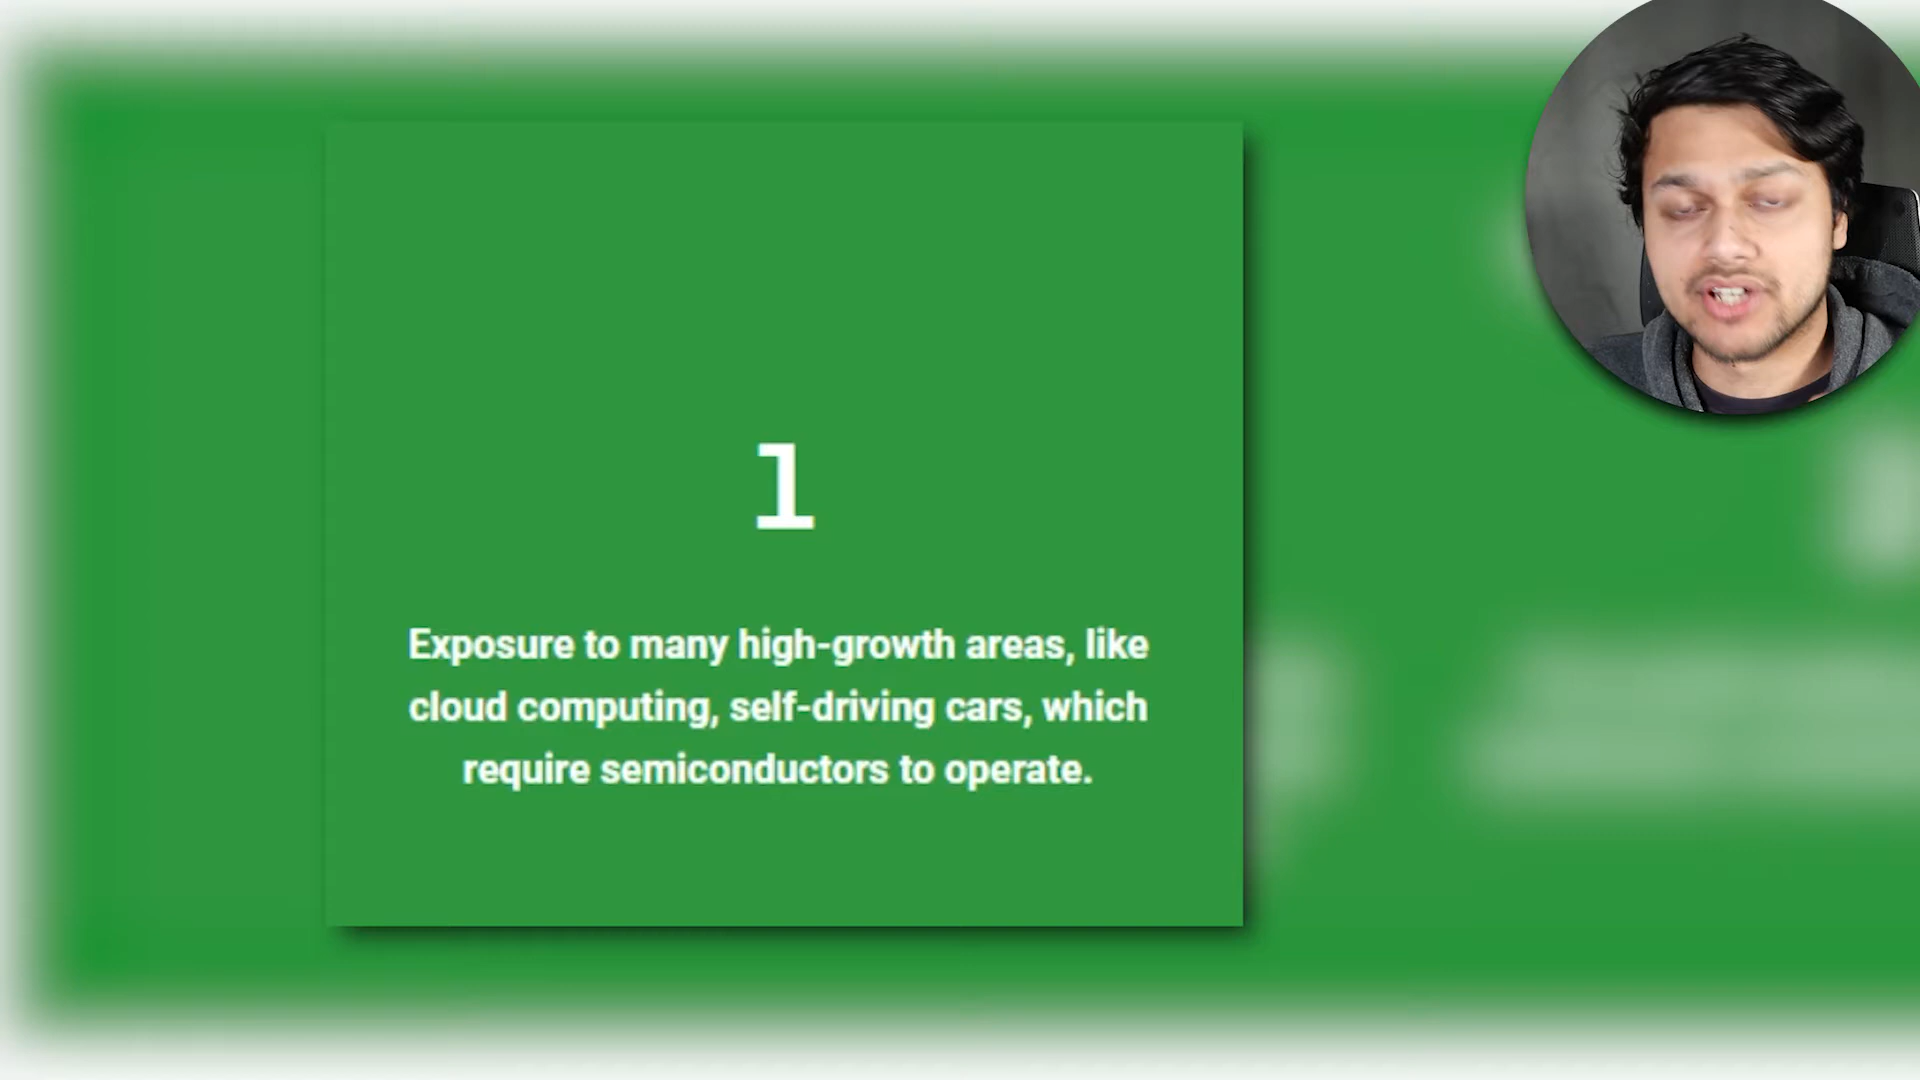 1
Exposure to many high-growth areas, like
cloud computing, self-driving cars, which
require semiconductors to operate.